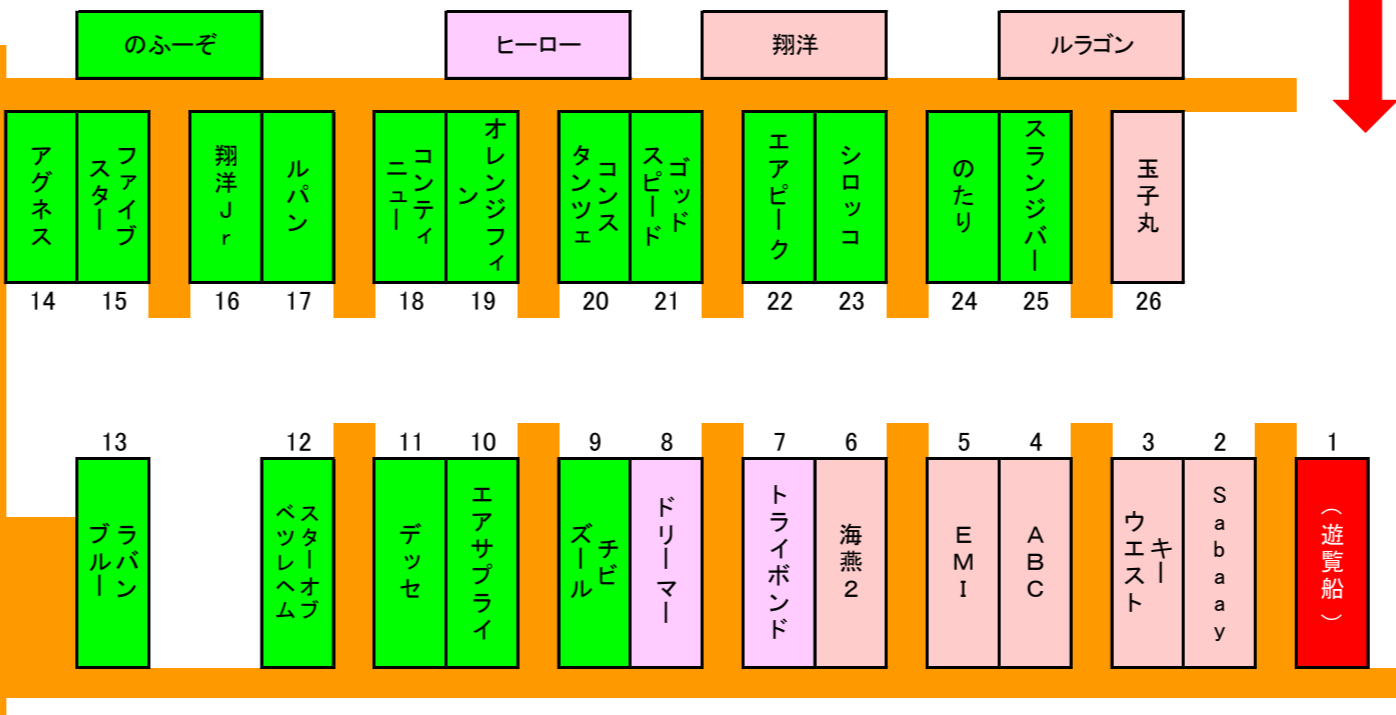 のふーぞ
ヒーロー
翔洋
ルラゴン
アグネス
ファイブ
スター
翔洋Jr
ルパン
コンティ
ニュー
オレンジフィ
ン
コンス
タンツェ
ゴッド
スピード
エアピーク
シロッコ
のたり
スランジバー
玉子丸
14
15
16
17
18
19
20
21
22
23
24
25
26
13
12
11
10
9
8
7
6
5
4
3
2
1
ラバン
ブルー
スターオブ
ベツレヘム
デッセ
エアサプライ
チビ
ズール
ドリーマー
トライボンド
海燕2
EMI
ABC
キー
ウエスト
Sabaay
(遊覧船)